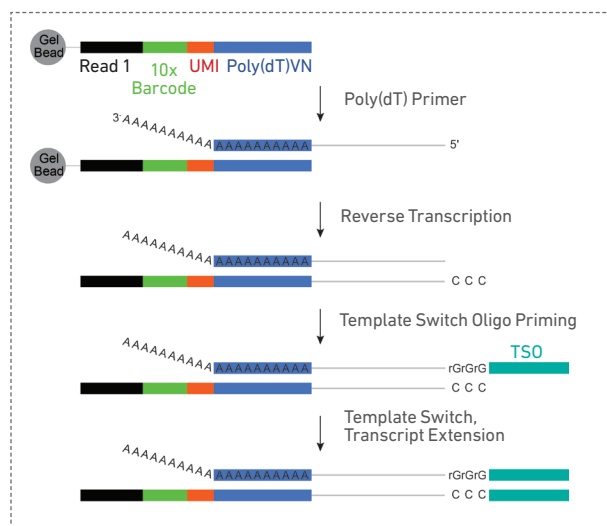 Gel
Bead
Read 1
10x
Barcode
UMI
Poly(dT)VN
Poly(dT) Primer
3'AAAAAAAAAA
AAAAAAAAAA
5'
Gel
Bead
Reverse Transcription
AAAAAAAAAA
AAAAAAAAAA
C C C
Template Switch Oligo Priming
TSO
AAAAAAAAAA
AAAAAAAAAA
rGrGrG
C C C
Template Switch,
Transcript Extension
AAAAAAAAAA
AAAAAAAAAA
rGrGrG
C C C